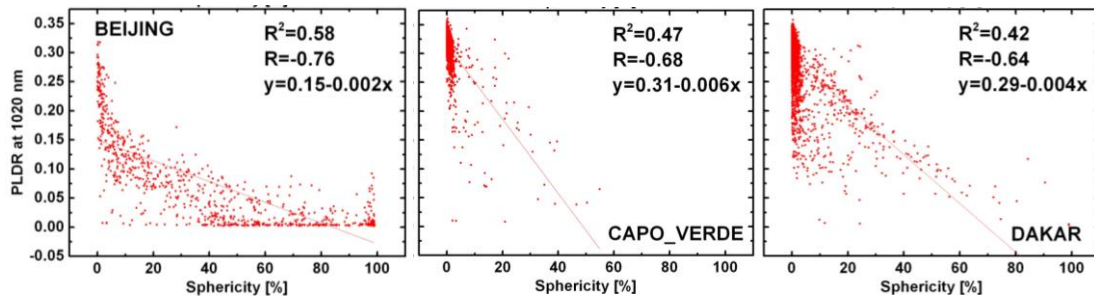 BEIJING
R²=0.58
R=-0.76
y=0.15-0.002x
PLDR at 1020 nm
0.35
0.30
0.25
0.20
0.15
0.10
0.05
0.00
-0.05
0 20 40 60 80 100
Sphericity [%]
R²=0.47
R=-0.68
y=0.31-0.006x
CAPO_VERDE
0 20 40 60 80 100
Sphericity [%]
R²=0.42
R=-0.64
y=0.29-0.004x
DAKAR
0 20 40 60 80 100
Sphericity [%]